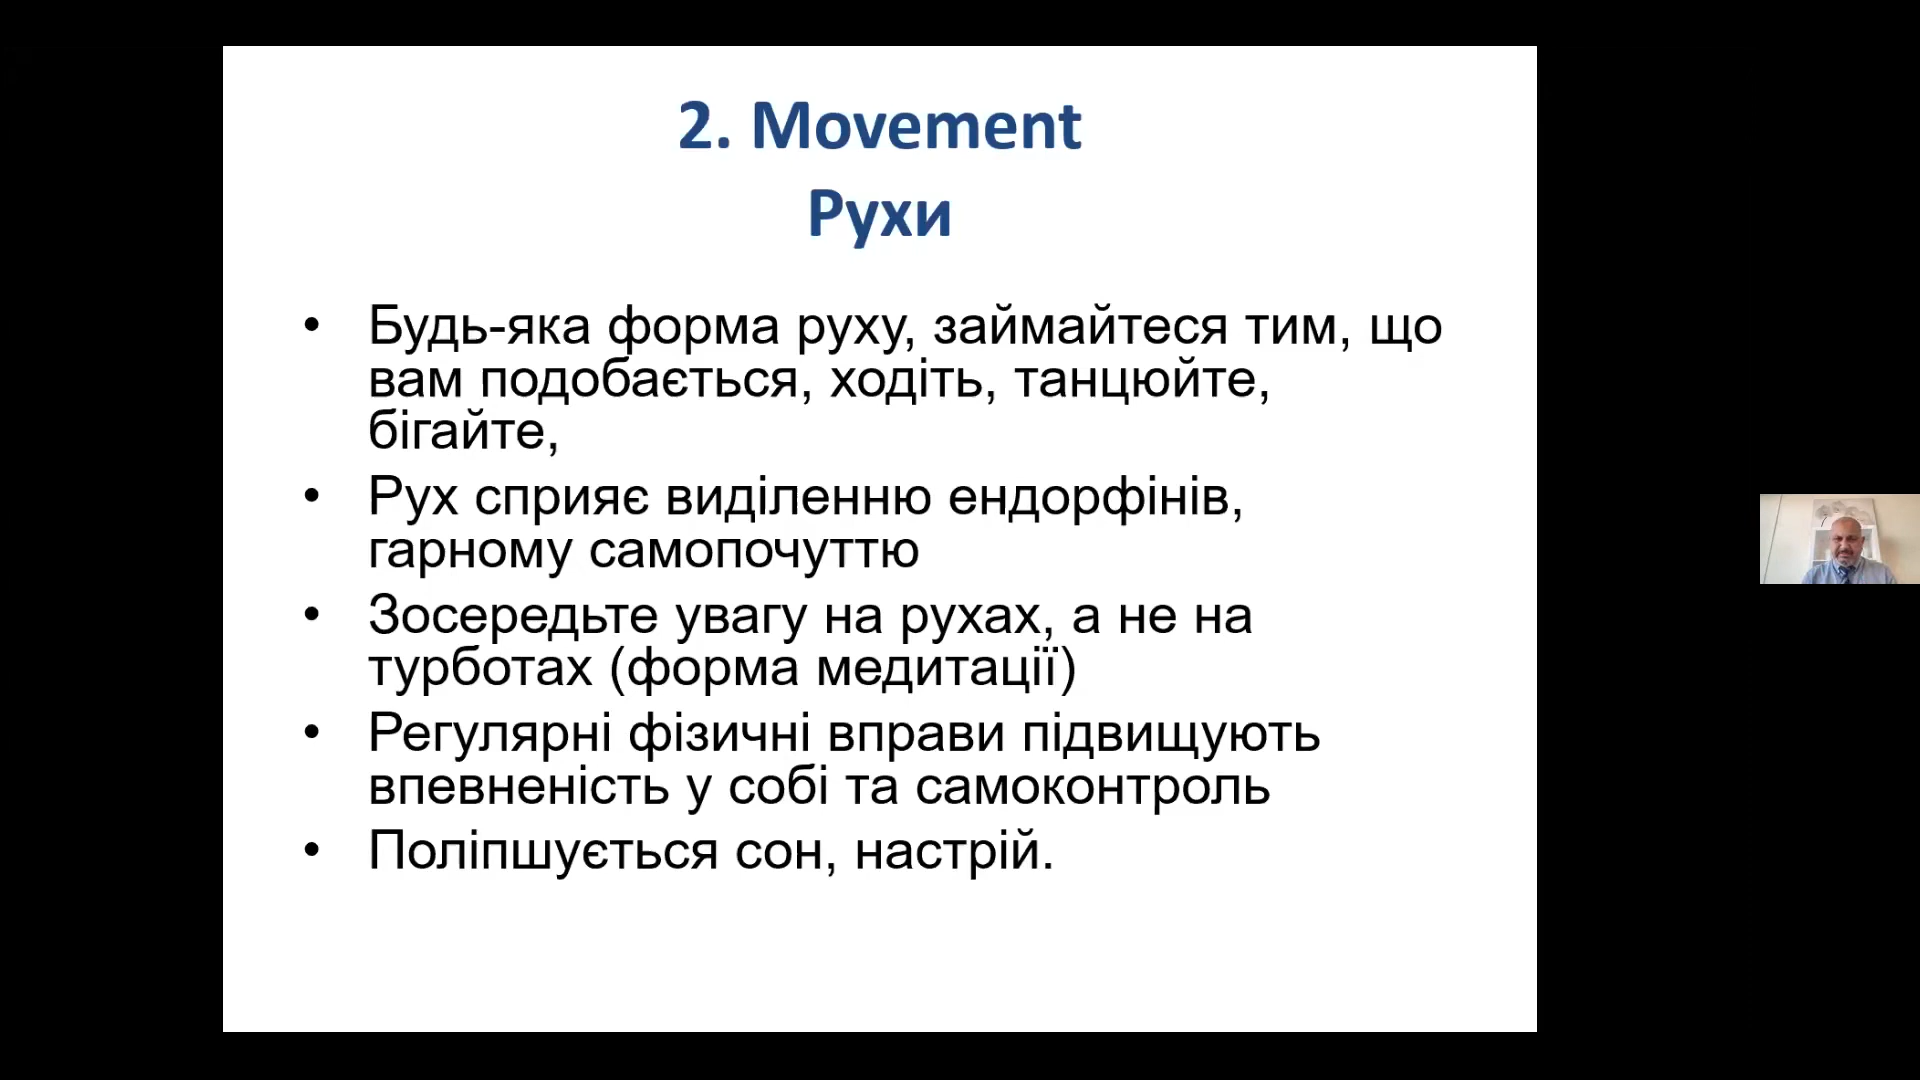 2. Movement
Рухи
• Будь-яка форма руху, займайтеся тим, що
вам подобається, ходіть, танцюйте,
бігайте,
• Рух сприяє виділенню ендорфінів,
гарному самопочуттю
• Зосередьте увагу на рухах, а не на
турботах (форма медитації)
• Регулярні фізичні вправи підвищують
впевненість у собі та самоконтроль
• Поліпшується сон, настрій.